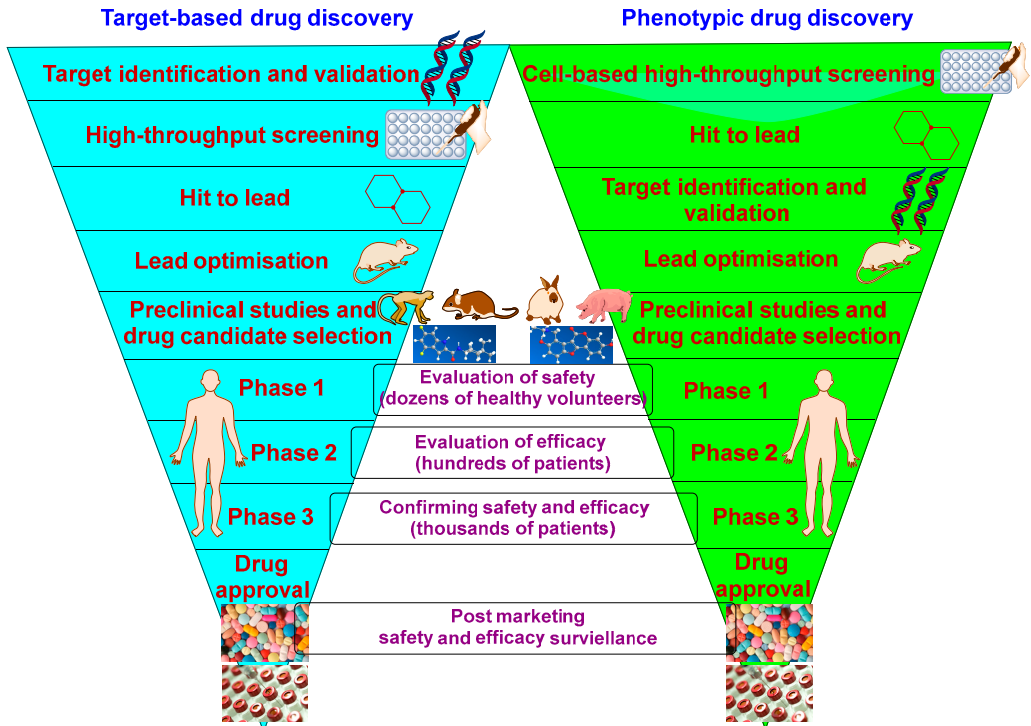 Target-based drug discovery
Phenotypic drug discovery
Target identification and validation
Cell-based high-throughput screening
High-throughput screening
Hit to lead
Hit to lead
Target identification and
validation
Lead optimisation
Lead optimisation
Preclinical studies and
drug candidate selection
Preclinical studies and
drug candidate selection
Phase 1
Evaluation of safety
(dozens of healthy volunteers)
Phase 1
Phase 2
Evaluation of efficacy
(hundreds of patients)
Phase 2
Phase 3
Confirming safety and efficacy
(thousands of patients)
Phase 3
Drug
approval
Drug
approval
Post marketing
safety and efficacy surviellance